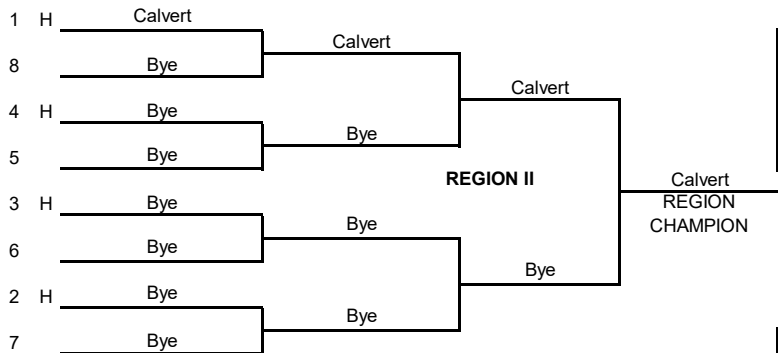 1 H Calvert
Calvert
8 Bye
Calvert
4 H Bye
Bye
5 Bye
REGION II
Calvert
REGION
CHAMPION
3 H Bye
Bye
6 Bye
Bye
2 H Bye
Bye
7 Bye